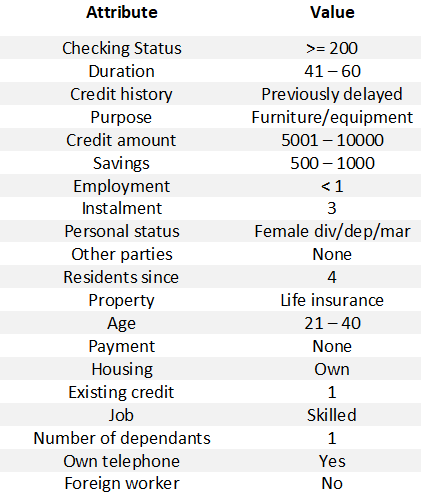 Attribute Value
Checking Status >= 200
Duration 41 – 60
Credit history Previously delayed
Purpose Furniture/equipment
Credit amount 5001 – 10000
Savings 500 – 1000
Employment < 1
Instalment 3
Personal status Female div/dep/mar
Other parties None
Residents since 4
Property Life insurance
Age 21 – 40
Payment None
Housing Own
Existing credit 1
Job Skilled
Number of dependants 1
Own telephone Yes
Foreign worker No